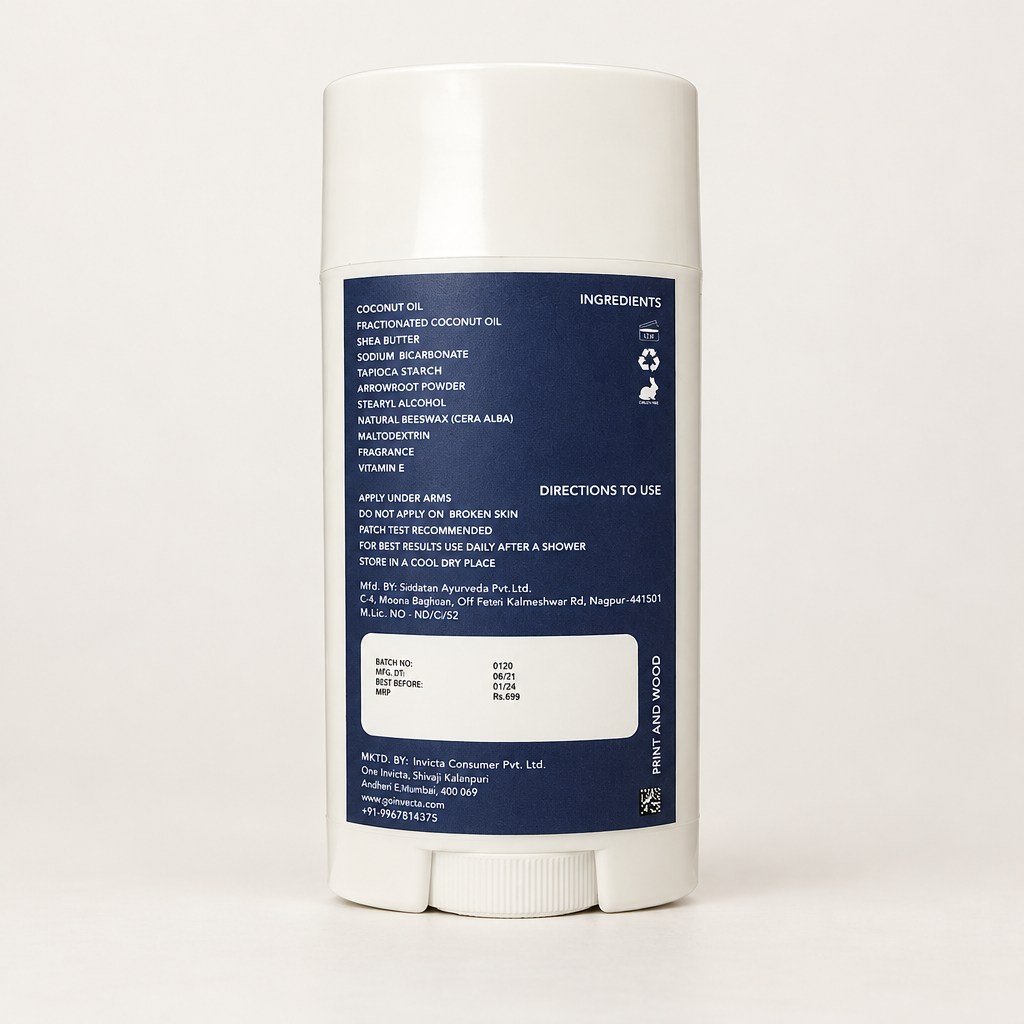 INGREDIENTS
COCONUT OIL
FRACTIONATED COCONUT OIL
SHEA BUTTER
SODIUM BICARBONATE
TAPIOCA STARCH
ARROWROOT POWDER
STEARYL ALCOHOL
NATURAL BEESWAX (CERA ALBA)
MALTODEXTRIN
FRAGRANCE
VITAMIN E
DIRECTIONS TO USE
APPLY UNDER ARMS
DO NOT APPLY ON BROKEN SKIN
PATCH TEST RECOMMENDED
FOR BEST RESULTS USE DAILY AFTER A SHOWER
STORE IN A COOL DRY PLACE
Mfd. BY: Siddatan Ayurveda Pvt. Ltd.
C-4, Moona Baghuan, Off Feteri Kalmeshwar Rd, Nagpur-441501
M.Lic. NO - ND/Ci/S2
BATCH NO: 0120
MFG. DT: 06/21
BEST BEFORE: 01/24
MRP Rs.699
PRINT AND WOOD
MKTD. BY: Invicta Consumer Pvt. Ltd.
One Invicta, Shivaji Kalanpuri
Andheri E,Mumbai, 400 069
www.goinvecta.com
+91-9967814375